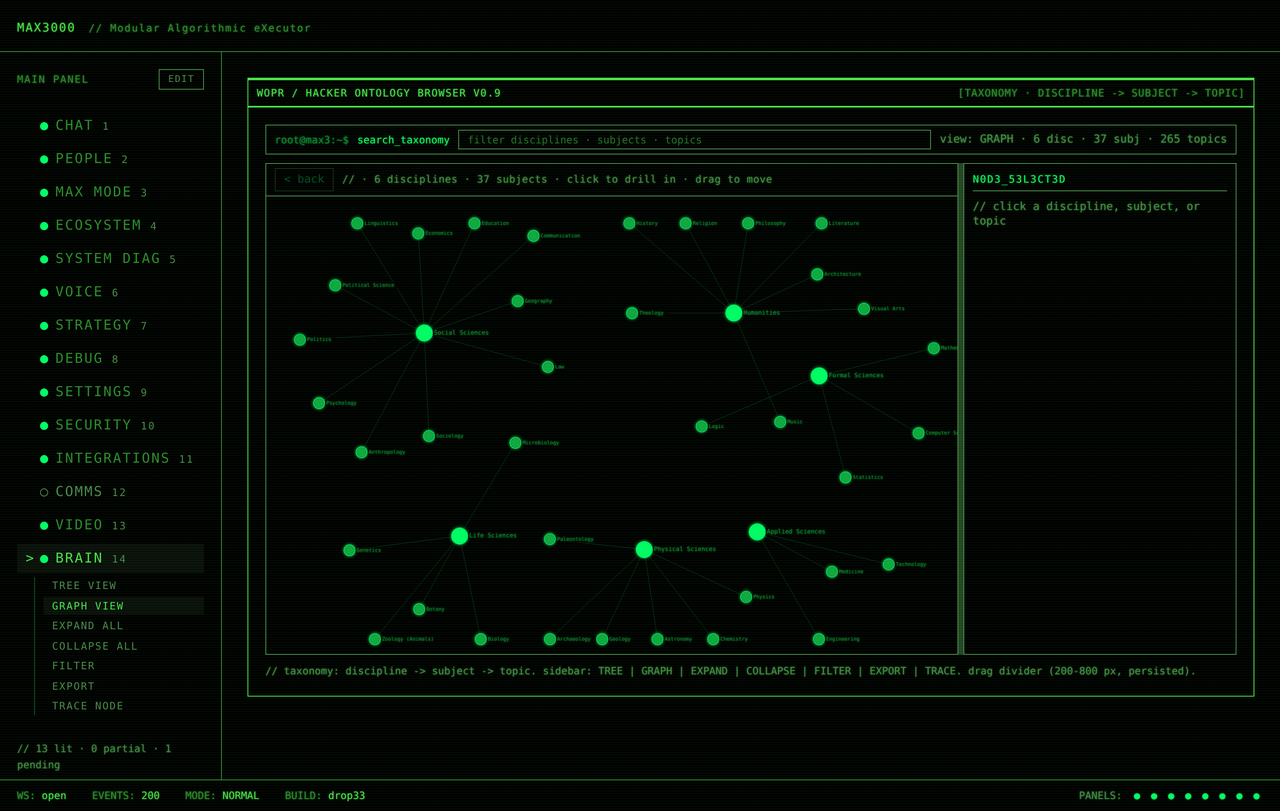 MAX3000 // Modular Algorithmic eXecutor
MAIN PANEL
EDIT
CHAT 1
PEOPLE 2
MAX MODE 3
ECOSYSTEM 4
SYSTEM DIAG 5
VOICE 6
STRATEGY 7
DEBUG 8
SETTINGS 9
SECURITY 10
INTEGRATIONS 11
COMMS 12
VIDEO 13
> BRAIN 14
TREE VIEW
GRAPH VIEW
EXPAND ALL
COLLAPSE ALL
FILTER
EXPORT
TRACE NODE
// 13 lit · 0 partial · 1
pending
WOPR / HACKER ONTOLOGY BROWSER V0.9
[TAXONOMY · DISCIPLINE -> SUBJECT -> TOPIC]
root@max3:~$ search_taxonomy
filter disciplines · subjects · topics
view: GRAPH · 6 disc · 37 subj · 265 topics
< back
// · 6 disciplines · 37 subjects · click to drill in · drag to move
Linguistics
Education
History
Religion
Philosophy
Literature
Economics
Communication
Architecture
Political Science
Geography
Visual Arts
Theology
Humanities
Social Sciences
Politics
Mathe
Law
Formal Sciences
Psychology
Music
Logic
Computer S
Sociology
Microbiology
Anthropology
Statistics
Applied Sciences
Life Sciences
Paleontology
Physical Sciences
Genetics
Technology
Medicine
Physics
Botany
Zoology (Animals)
Biology
Archaeology
Geology
Astronomy
Chemistry
Engineering
N0D3_53L3CT3D
// click a discipline, subject, or
topic
// taxonomy: discipline -> subject -> topic. sidebar: TREE | GRAPH | EXPAND | COLLAPSE | FILTER | EXPORT | TRACE. drag divider (200-800 px, persisted).
WS: open EVENTS: 200 MODE: NORMAL BUILD: drop33
PANELS: